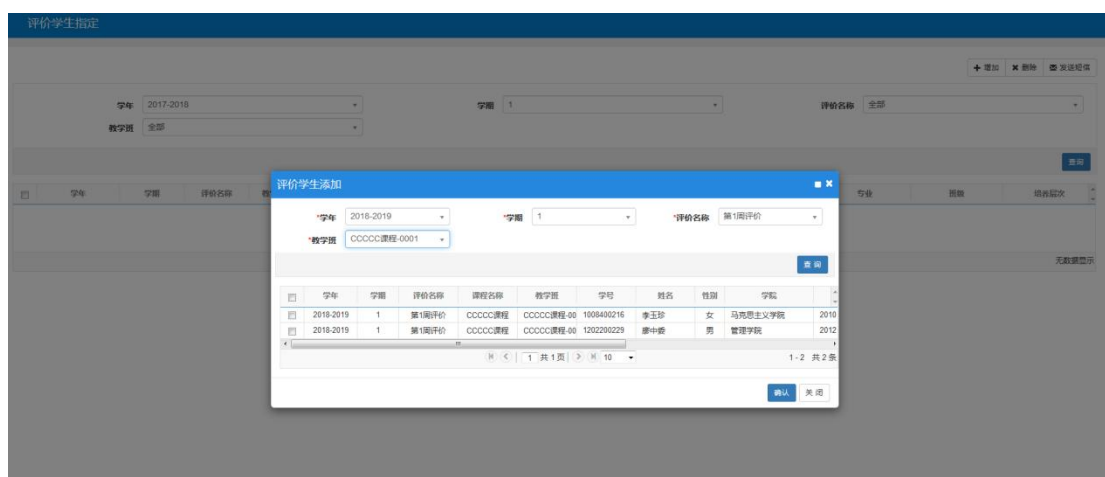 评价学生指定
增加 删除 发送短信
学年 2017-2018 学期 1 评价名称 全部
教学班 全部
查询
学年 学期 评价名称 专业 班级 培养层次
无数据显示
评价学生添加
*学年 2018-2019 *学期 1 *评价名称 第1周评价
*教学班 CCCCC课程-0001
查询
学年 学期 评价名称 课程名称 教学班 学号 姓名 性别 学院
2018-2019 1 第1周评价 CCCCC课程 CCCCC课程-00 1008400216 李玉珍 女 马克思主义学院 2010
2018-2019 1 第1周评价 CCCCC课程 CCCCC课程-00 1202200229 廖中委 男 管理学院 2012
1 共1页 10 1-2 共2条
确认 关闭